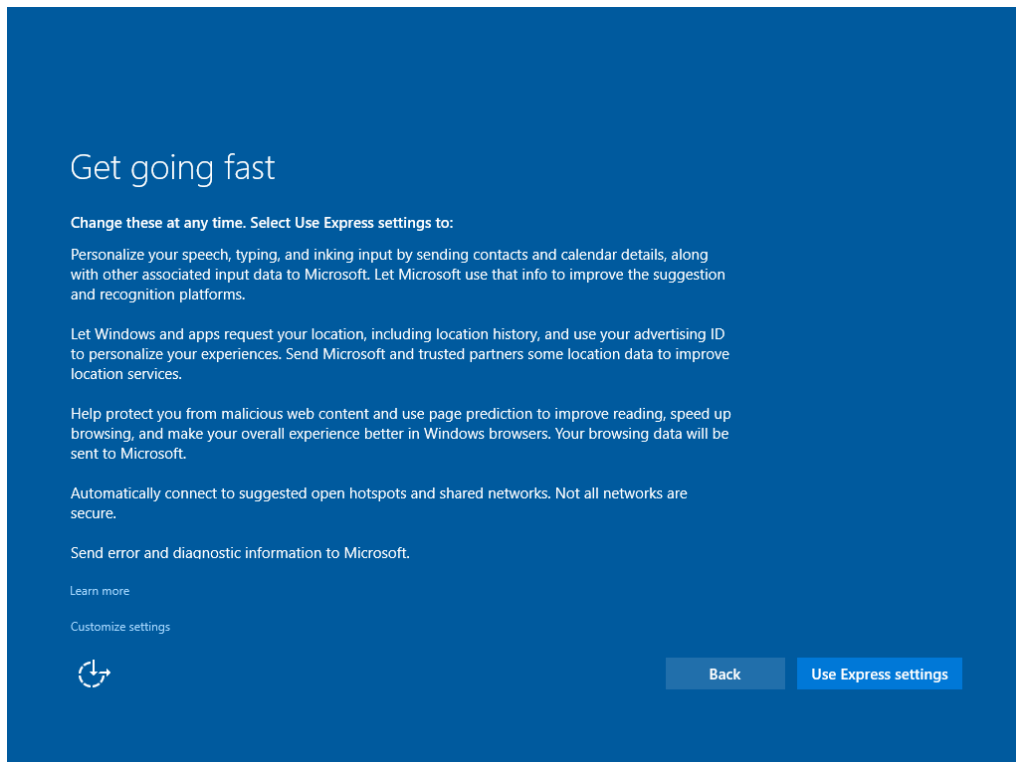 Get going fast
Change these at any time. Select Use Express settings to:
Personalize your speech, typing, and inking input by sending contacts and calendar details, along
with other associated input data to Microsoft. Let Microsoft use that info to improve the suggestion
and recognition platforms.
Let Windows and apps request your location, including location history, and use your advertising ID
to personalize your experiences. Send Microsoft and trusted partners some location data to improve
location services.
Help protect you from malicious web content and use page prediction to improve reading, speed up
browsing, and make your overall experience better in Windows browsers. Your browsing data will be
sent to Microsoft.
Automatically connect to suggested open hotspots and shared networks. Not all networks are
secure.
Send error and diagnostic information to Microsoft.
Learn more
Customize settings
Back
Use Express settings